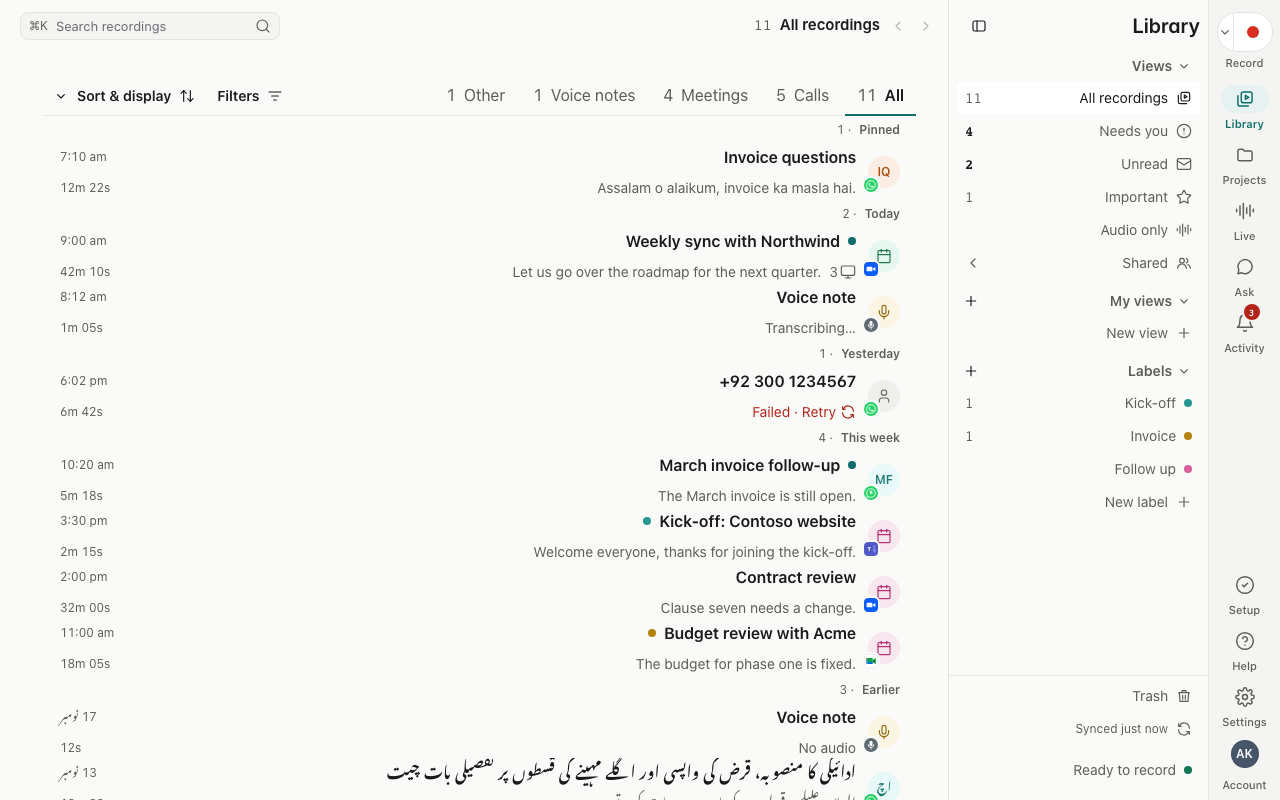 ⌘K Search recordings
11 All recordings
Library
Record
Sort & display
Filters
1 Other
1 Voice notes
4 Meetings
5 Calls
11 All
1 · Pinned
7:10 am
Invoice questions
IQ
12m 22s
Assalam o alaikum, invoice ka masla hai.
2 · Today
9:00 am
Weekly sync with Northwind
42m 10s
Let us go over the roadmap for the next quarter. 3
8:12 am
Voice note
1m 05s
Transcribing...
1 · Yesterday
6:02 pm
+92 300 1234567
6m 42s
Failed · Retry
4 · This week
10:20 am
March invoice follow-up
MF
5m 18s
The March invoice is still open.
3:30 pm
Kick-off: Contoso website
2m 15s
Welcome everyone, thanks for joining the kick-off.
2:00 pm
Contract review
32m 00s
Clause seven needs a change.
11:00 am
Budget review with Acme
18m 05s
The budget for phase one is fixed.
3 · Earlier
17 نومبر
Voice note
12s
No audio
13 نومبر
ادائیگی کا منصوبہ، قرض کی واپسی اور اگلے مہینے کی قسطوں پر تفصیلی بات چیت
اچ
Views
11 All recordings
4 Needs you
2 Unread
1 Important
Audio only
Shared
My views
New view
Labels
1 Kick-off
1 Invoice
Follow up
New label
Trash
Synced just now
Ready to record
Library
Projects
Live
Ask
3
Activity
Setup
Help
Settings
AK
Account